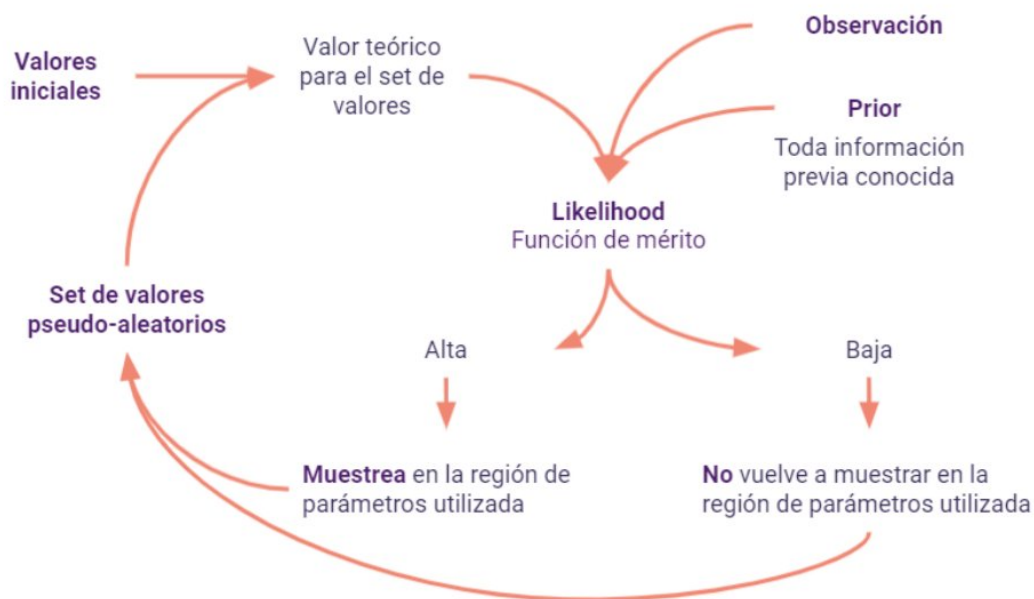 Valores
iniciales
Valor teórico
para el set de
valores
Observación
Prior
Toda información
previa conocida
Likelihood
Función de mérito
Set de valores
pseudo-aleatorios
Alta
Baja
Muestrea en la región de
parámetros utilizada
No vuelve a muestrar en la
región de parámetros utilizada